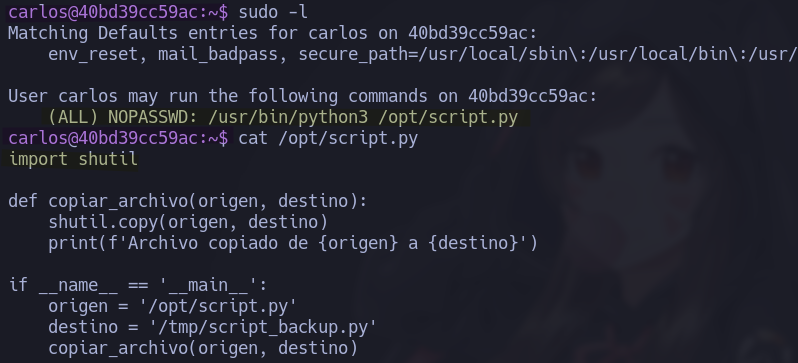 carlos@40bd39cc59ac:~$ sudo -l
Matching Defaults entries for carlos on 40bd39cc59ac:
    env_reset, mail_badpass, secure_path=/usr/local/sbin\:/usr/local/bin\:/usr/

User carlos may run the following commands on 40bd39cc59ac:
    (ALL) NOPASSWD: /usr/bin/python3 /opt/script.py
carlos@40bd39cc59ac:~$ cat /opt/script.py
import shutil

def copiar_archivo(origen, destino):
    shutil.copy(origen, destino)
    print(f'Archivo copiado de {origen} a {destino}')

if __name__ == '__main__':
    origen = '/opt/script.py'
    destino = '/tmp/script_backup.py'
    copiar_archivo(origen, destino)